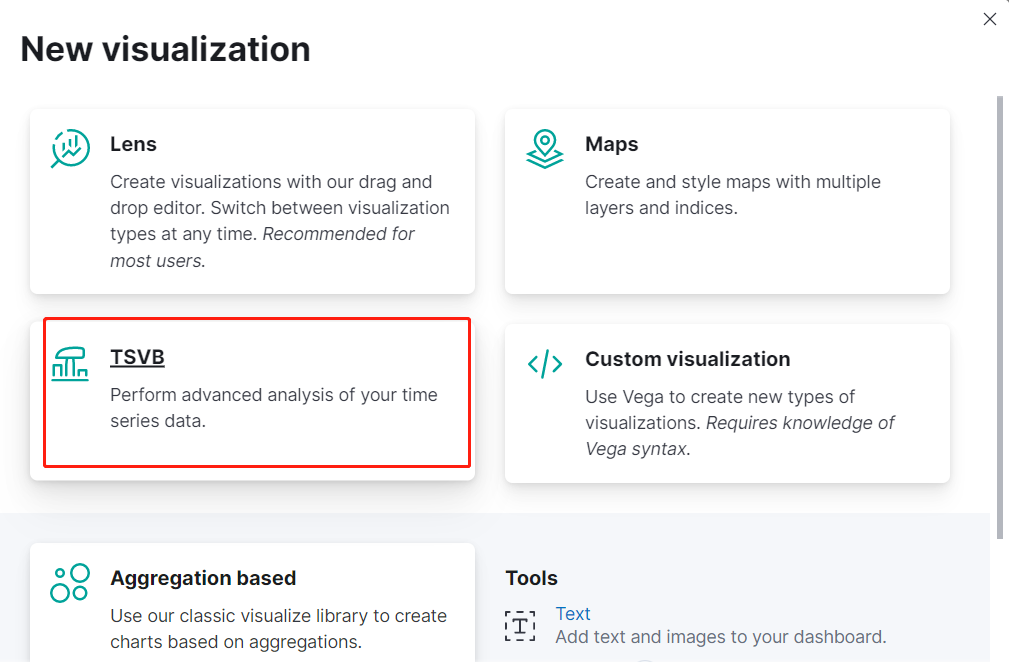 New visualization
Lens
Create visualizations with our drag and
drop editor. Switch between visualization
types at any time. Recommended for
most users.
Maps
Create and style maps with multiple
layers and indices.
TSVB
Perform advanced analysis of your time
series data.
Custom visualization
Use Vega to create new types of
visualizations. Requires knowledge of
Vega syntax.
Aggregation based
Use our classic visualize library to create
charts based on aggregations.
Tools
Text
Add text and images to your dashboard.